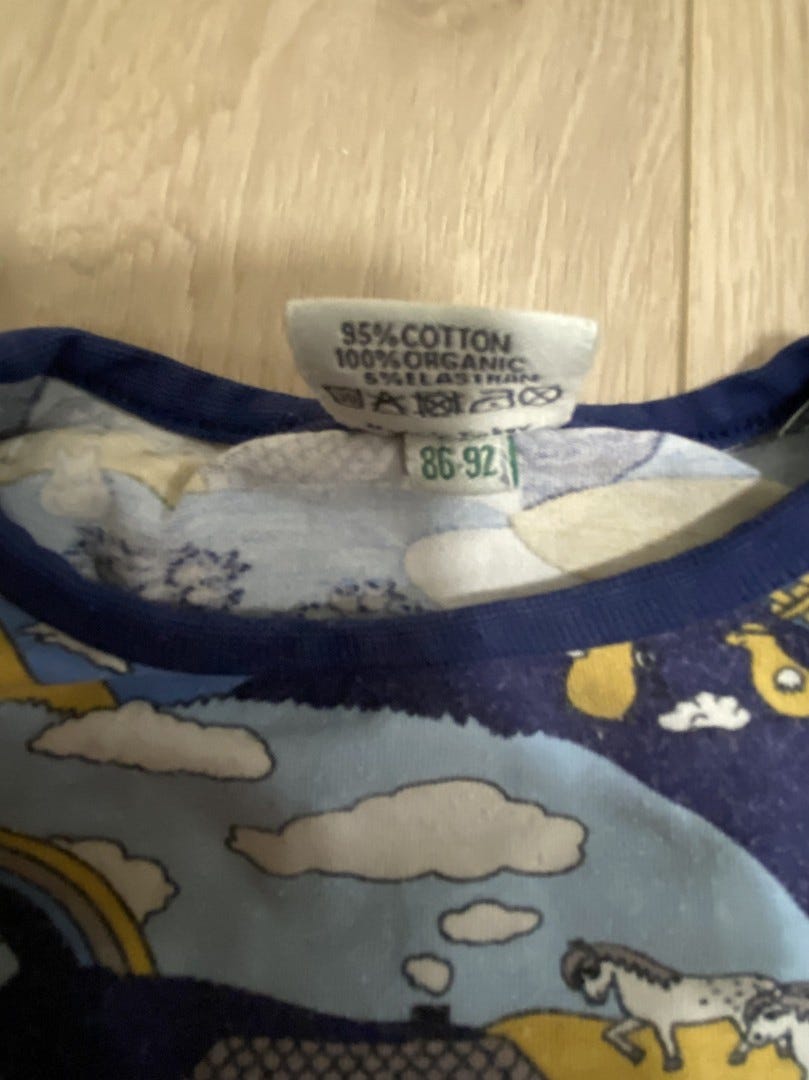 95% COTTON
100% ORGANIC
5% ELASTHAN
86-92